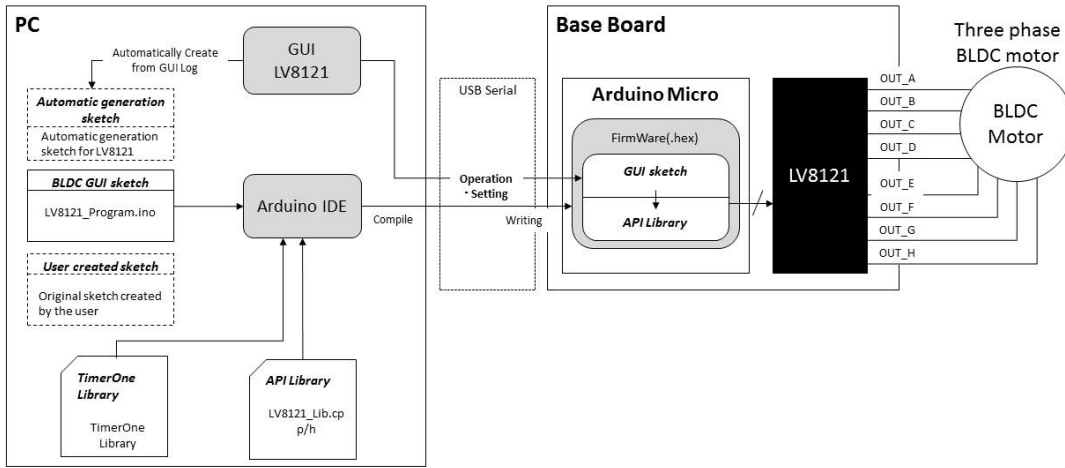 PC
GUI
LV8121
Automatically Create
from GUI Log
Automatic generation
sketch
Automatic generation
sketch for LV8121
BLDC GUI sketch
LV8121_Program.ino
User created sketch
Original sketch created
by the user
Arduino IDE
Compile
TimerOne
Library
TimerOne
Library
API Library
LV8121_Lib.cp
p/h
USB Serial
Operation
- Setting
Writing
Base Board
Arduino Micro
FirmWare(.hex)
GUI sketch
API Library
LV8121
OUT_A
OUT_B
OUT_C
OUT_D
OUT_E
OUT_F
OUT_G
OUT_H
Three phase
BLDC motor
BLDC
Motor